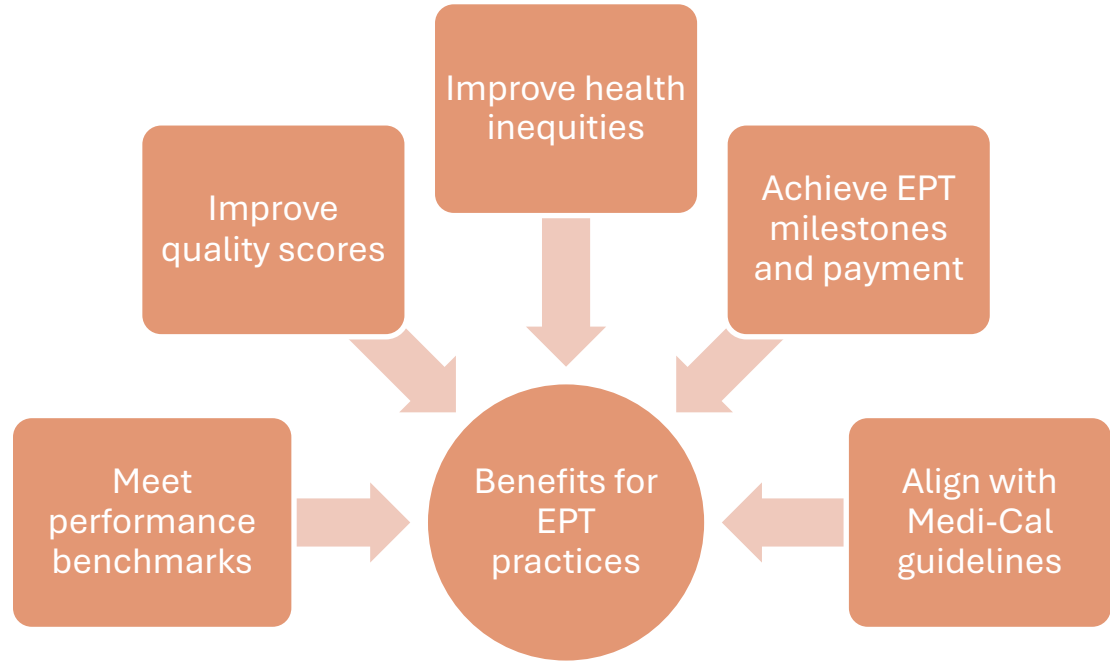 Improve health
inequities
Improve
quality scores
Achieve EPT
milestones
and payment
Meet
performance
benchmarks
Benefits for
EPT
practices
Align with
Medi-Cal
guidelines